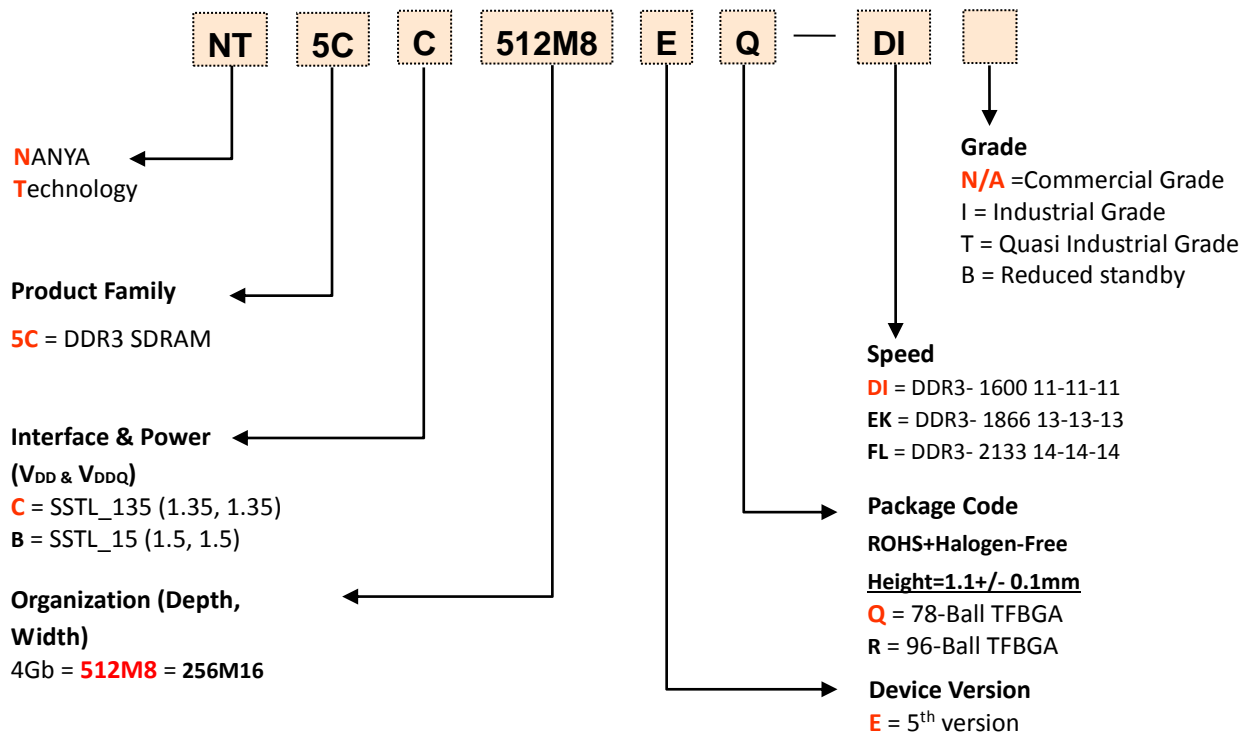 NT 5C C 512M8 E Q — DI
NANYA
Technology
Product Family
5C = DDR3 SDRAM
Interface & Power
(VDD & VDDQ)
C = SSTL_135 (1.35, 1.35)
B = SSTL_15 (1.5, 1.5)
Organization (Depth,
Width)
4Gb = 512M8 = 256M16
Grade
N/A =Commercial Grade
I = Industrial Grade
T = Quasi Industrial Grade
B = Reduced standby
Speed
DI = DDR3- 1600 11-11-11
EK = DDR3- 1866 13-13-13
FL = DDR3- 2133 14-14-14
Package Code
ROHS+Halogen-Free
Height=1.1+/- 0.1mm
Q = 78-Ball TFBGA
R = 96-Ball TFBGA
Device Version
E = 5th version